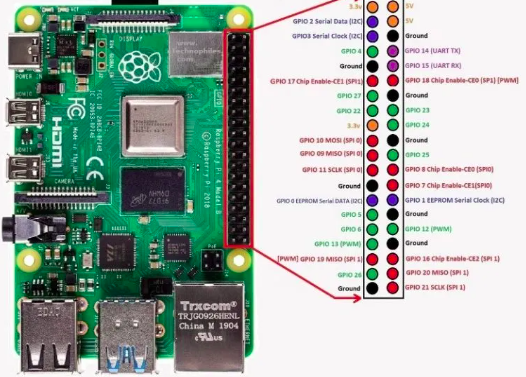 3.3v
5V
GPIO 2 Serial Data (I2C)
5V
GPIO3 Serial Clock (I2C)
Ground
GPIO 4
GPIO 14 (UART TX)
Ground
GPIO 15 (UART RX)
GPIO 17 Chip Enable-CE1 (SPI1)
GPIO 18 Chip Enable-CE0 (SP1) [PWM]
GPIO 27
Ground
GPIO 22
GPIO 23
3.3v
GPIO 24
GPIO 10 MOSI (SPI 0)
Ground
GPIO 09 MISO (SPI 0)
GPIO 25
GPIO 11 SCLK (SPI 0)
GPIO 8 Chip Enable-CE0 (SPI0)
Ground
GPIO 7 Chip Enable-CE1(SPI0)
GPIO 0 EEPROM Serial DATA (I2C)
GPIO 1 EEPROM Serial Clock (I2C)
GPIO 5
Ground
GPIO 6
GPIO 12 (PWM)
GPIO 13 (PWM)
Ground
[PWM] GPIO 19 MISO (SPI 1)
GPIO 16 Chip Enable-CE2 (SPI 1)
GPIO 26
GPIO 20 MISO (SPI 1)
Ground
GPIO 21 SCLK (SPI 1)
DISPLAY
POWER IN
HDMI
CAMERA
Raspberry Pi 4 Model B
©Raspberry Pi 2018
Trxcom
TRJG0926HENL
China M 1904